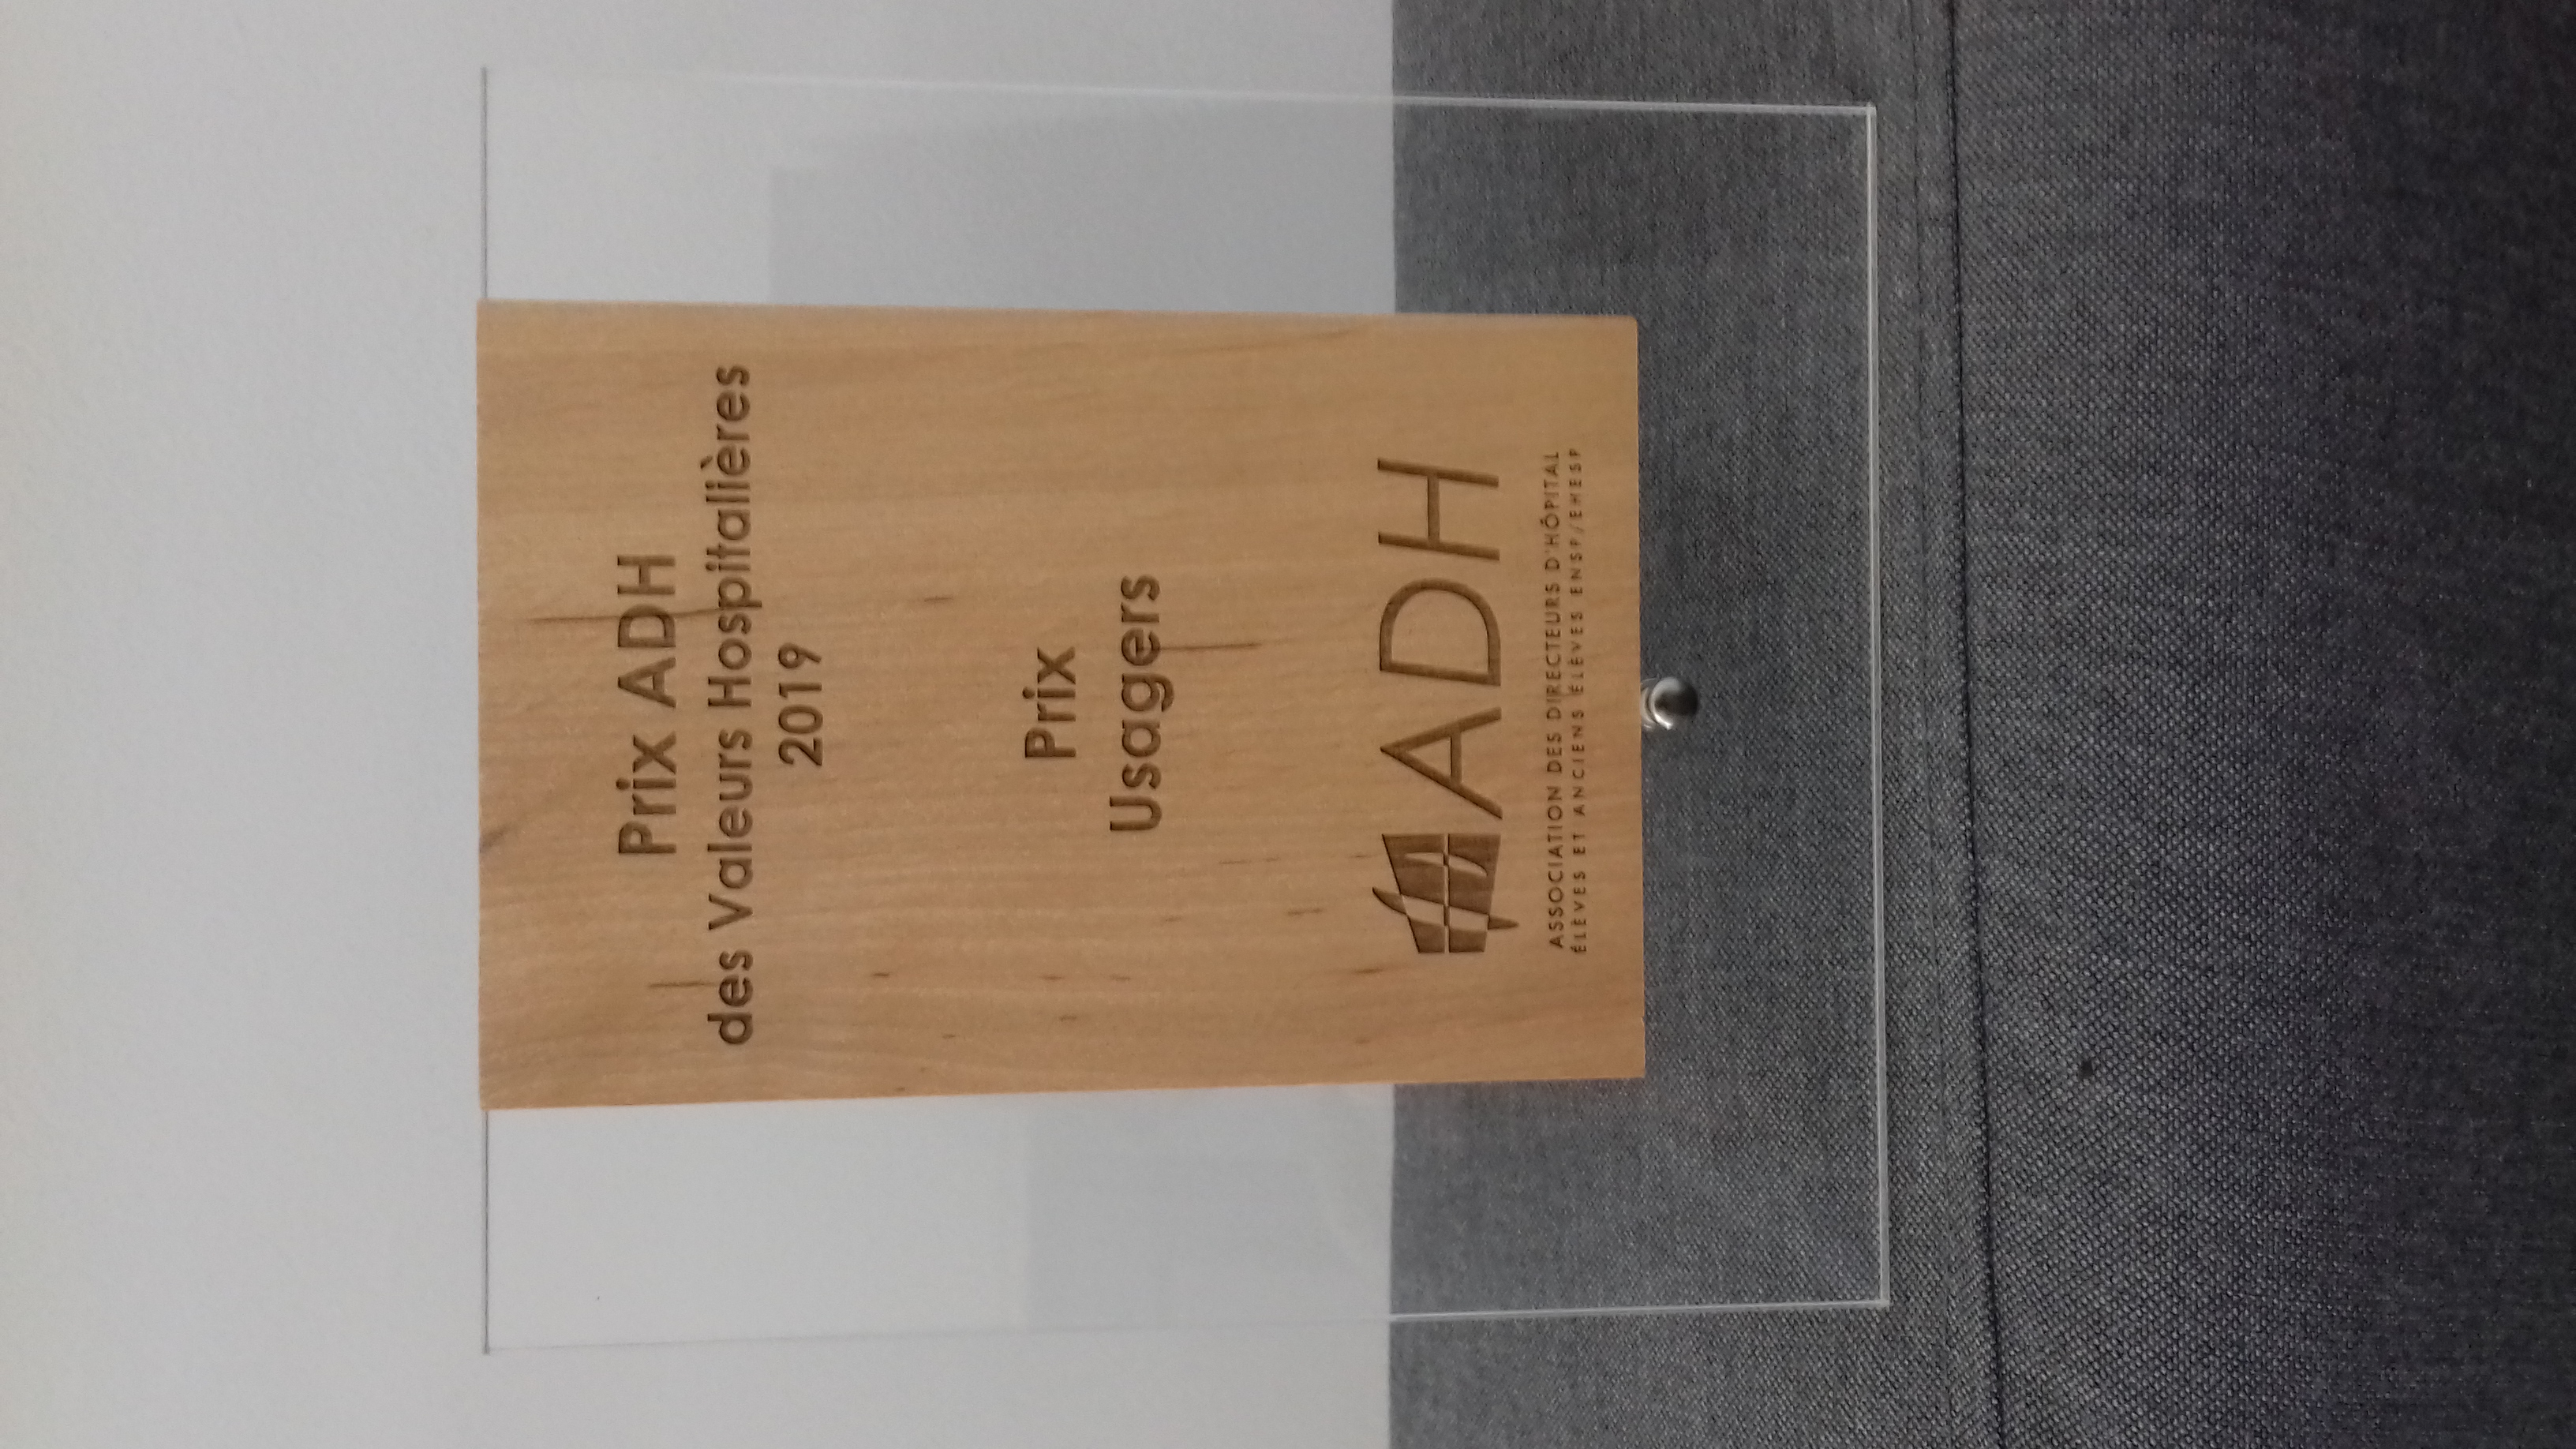 Prix ADH
des Valeurs Hospitalières
2019
Prix
Usagers
ADH
ASSOCIATION DES DIRECTEURS D'HÔPITAL
ÉLÈVES ET ANCIENS ÉLÈVES ENSP/EHESP